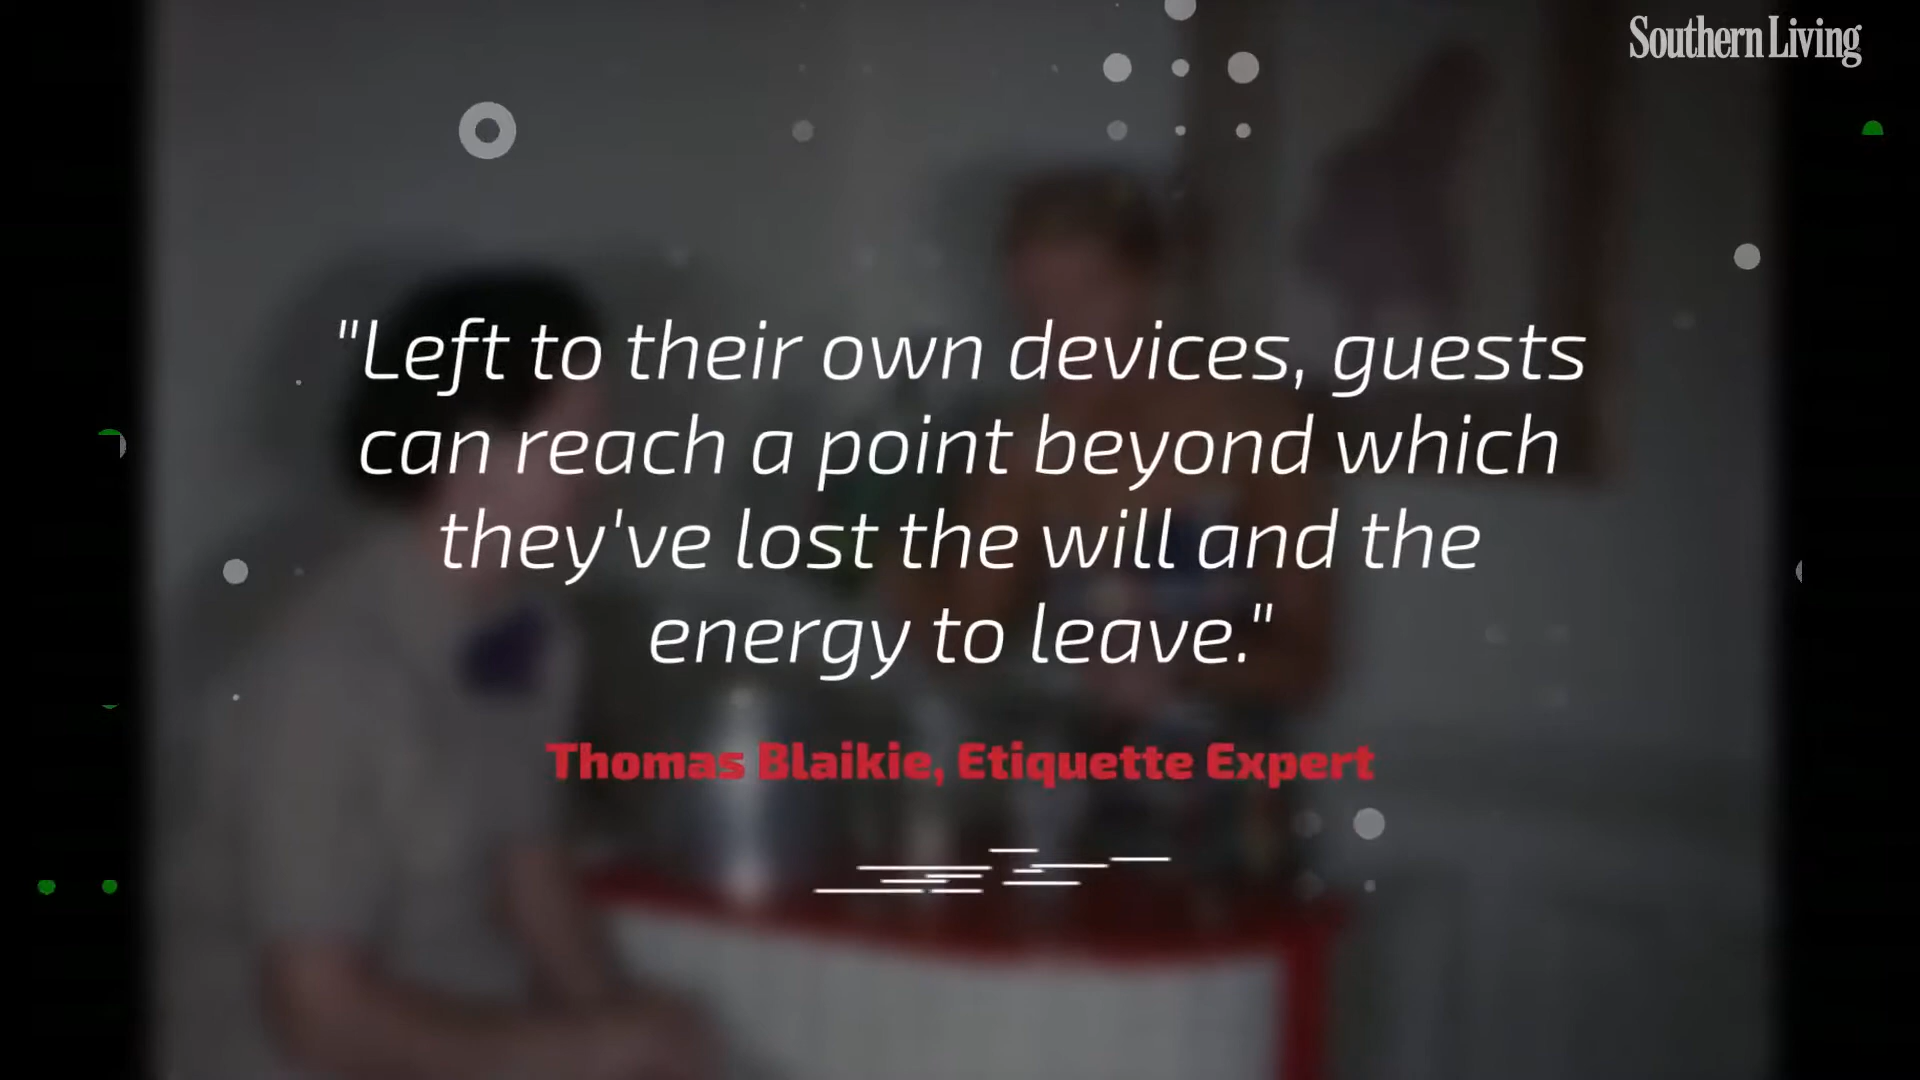 Southern Living
"Left to their own devices, guests
can reach a point beyond which
they've lost the will and the
energy to leave."
Thomas Blaikie, Etiquette Expert